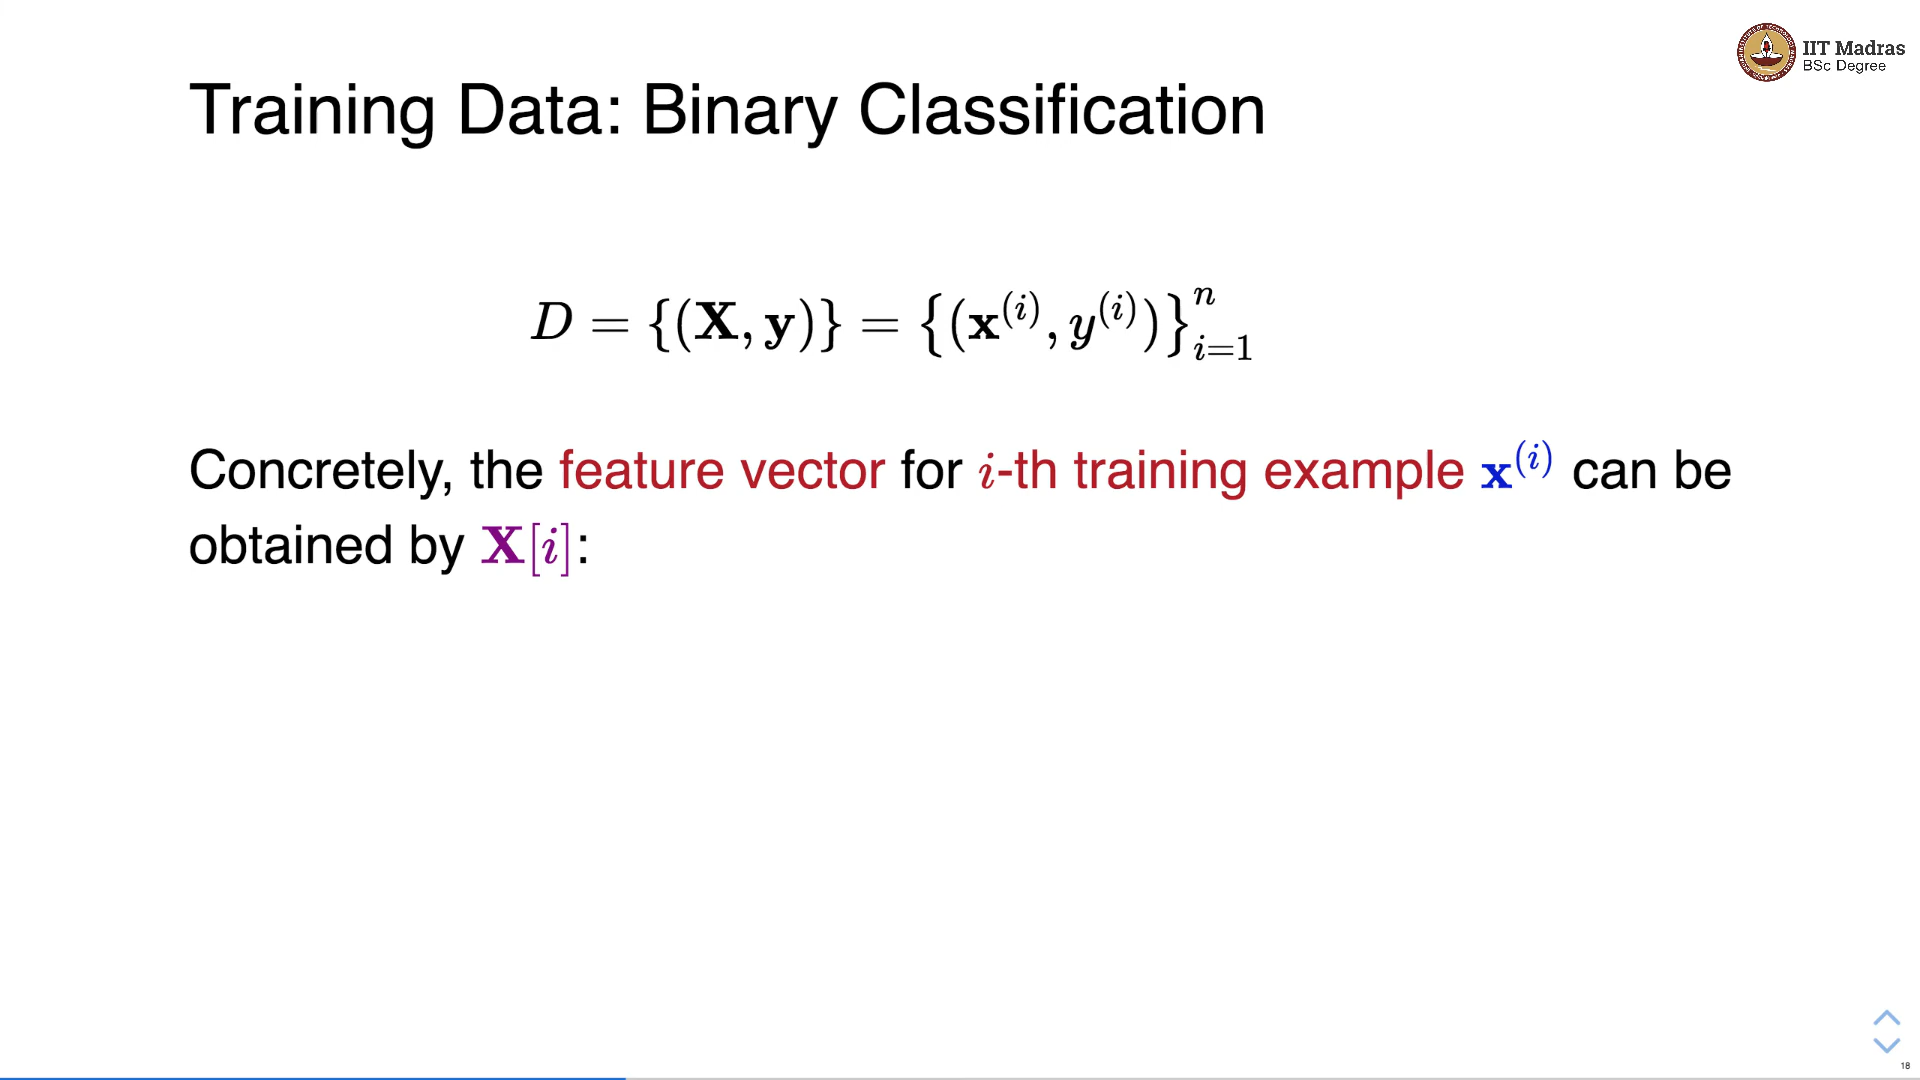 IIT Madras
BSc Degree
Training Data: Binary Classification
D = {(X, y)} = {(x^(i), y^(i))}^n_{i=1}
Concretely, the feature vector for i-th training example x^(i) can be
obtained by X[i]:
18